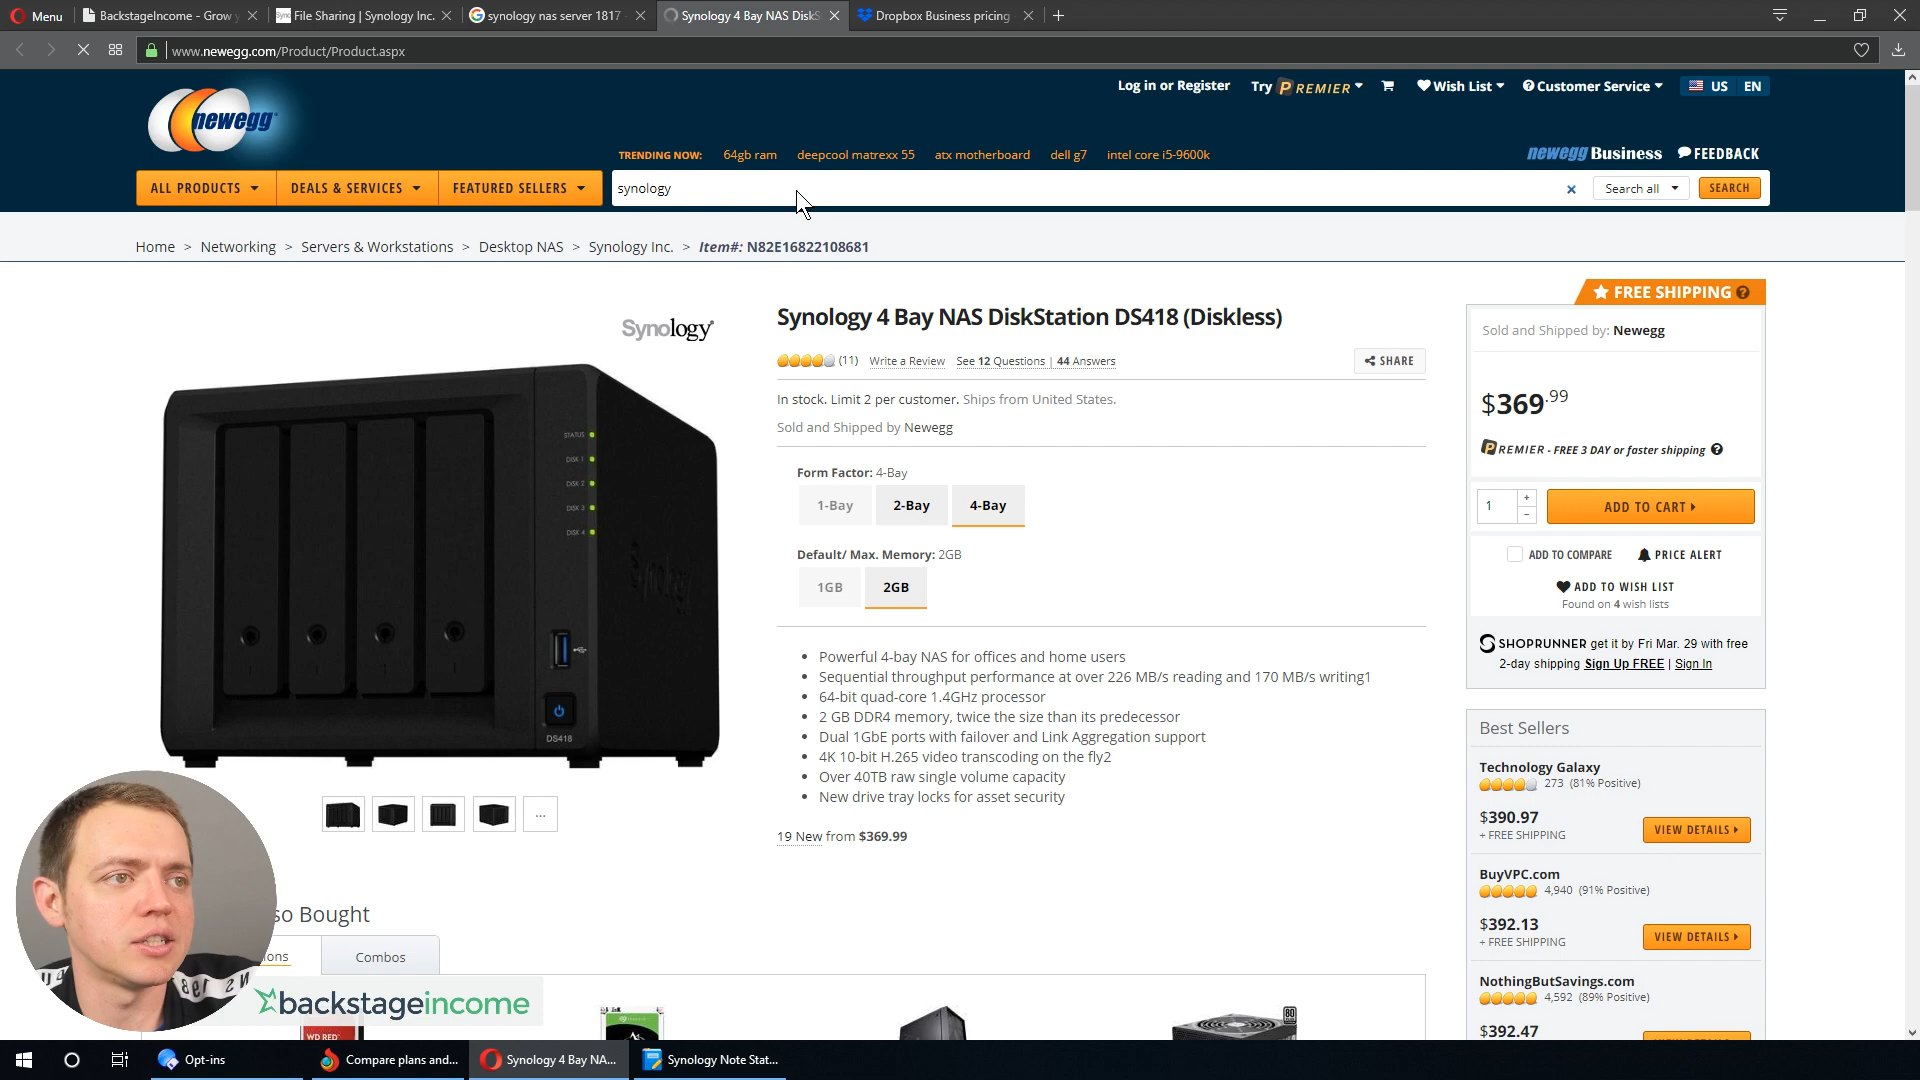 Menu
BackstageIncome - Grow y
File Sharing | Synology Inc.
synology nas server 1817 -
Synology 4 Bay NAS DiskS
Dropbox Business pricing
www.newegg.com/Product/Product.aspx
newegg
Log in or Register
Try PREMIER
Wish List
Customer Service
US
EN
TRENDING NOW:
64gb ram
deepcool matrexx 55
atx motherboard
dell g7
intel core i5-9600k
newegg Business
FEEDBACK
ALL PRODUCTS
DEALS & SERVICES
FEATURED SELLERS
synology
Search all
SEARCH
Home > Networking > Servers & Workstations > Desktop NAS > Synology Inc. > Item#: N82E16822108681
Synology
STATUS
DISK 1
DISK 2
DISK 3
DISK 4
Synology
DS418
...
Synology 4 Bay NAS DiskStation DS418 (Diskless)
(11) Write a Review See 12 Questions | 44 Answers
SHARE
In stock. Limit 2 per customer. Ships from United States.
Sold and Shipped by Newegg
Form Factor: 4-Bay
1-Bay
2-Bay
4-Bay
Default/ Max. Memory: 2GB
1GB
2GB
• Powerful 4-bay NAS for offices and home users
• Sequential throughput performance at over 226 MB/s reading and 170 MB/s writing1
• 64-bit quad-core 1.4GHz processor
• 2 GB DDR4 memory, twice the size than its predecessor
• Dual 1GbE ports with failover and Link Aggregation support
• 4K 10-bit H.265 video transcoding on the fly2
• Over 40TB raw single volume capacity
• New drive tray locks for asset security
19 New from $369.99
FREE SHIPPING
Sold and Shipped by: Newegg
$369.99
PREMIER - FREE 3 DAY or faster shipping
1
+
-
ADD TO CART
ADD TO COMPARE
PRICE ALERT
ADD TO WISH LIST
Found on 4 wish lists
SHOPRUNNER get it by Fri Mar. 29 with free
2-day shipping Sign Up FREE | Sign In
Best Sellers
Technology Galaxy
273 (81% Positive)
$390.97
+ FREE SHIPPING
VIEW DETAILS
BuyVPC.com
4,940 (91% Positive)
$392.13
+ FREE SHIPPING
VIEW DETAILS
NothingButSavings.com
4,592 (89% Positive)
$392.47
so Bought
ions
Combos
WD RED
backstageincome
Opt-ins
Compare plans and...
Synology 4 Bay NA...
Synology Note Stat...